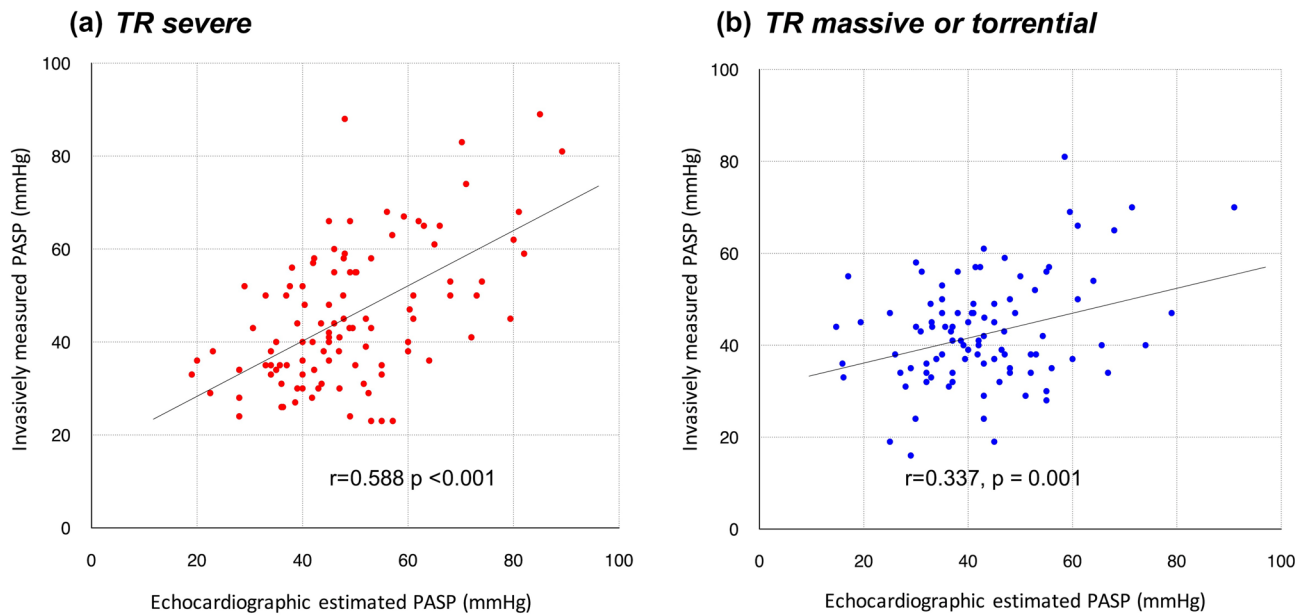 (a) TR severe
100
80
60
40
20
0
0 20 40 60 80 100
Invasively measured PASP (mmHg)
Echocardiographic estimated PASP (mmHg)
r=0.588 p <0.001
(b) TR massive or torrential
100
80
60
40
20
0
0 20 40 60 80 100
Invasively measured PASP (mmHg)
Echocardiographic estimated PASP (mmHg)
r=0.337, p = 0.001